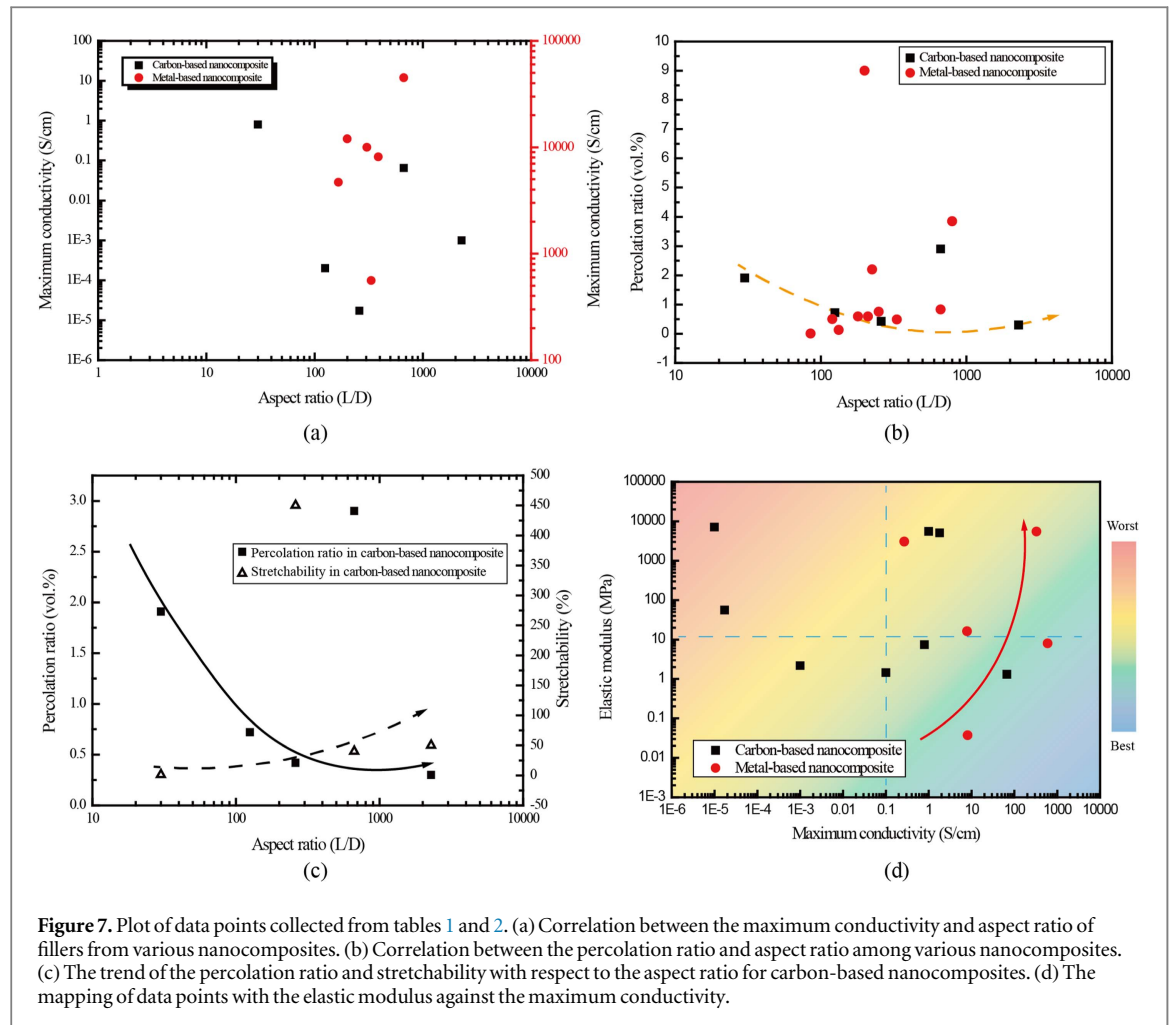 100
10
1
0.1
0.01
1E-3
1E-4
1E-5
1E-6
Maximum conductivity (S/cm)
Carbon-based nanocomposite
Metal-based nanocomposite
100000
10000
1000
100
Maximum conductivity (S/cm)
1 10 100 1000 10000
Aspect ratio (L/D)
(a)
10
9
8
7
6
5
4
3
2
1
0
-1
Percolation ratio (vol.%)
Carbon-based nanocomposite
Metal-based nanocomposite
10 100 1000 10000
Aspect ratio (L/D)
(b)
3.0
2.5
2.0
1.5
1.0
0.5
0.0
Percolation ratio (vol.%)
Percolation ratio in carbon-based nanocomposite
Stretchability in carbon-based nanocomposite
500
450
400
350
300
250
200
150
100
50
0
-50
Stretchability (%)
10 100 1000 10000
Aspect ratio (L/D)
(c)
100000
10000
1000
100
10
1
0.1
0.01
1E-3
Elastic modulus (MPa)
Carbon-based nanocomposite
Metal-based nanocomposite
1E-6 1E-5 1E-4 1E-3 0.01 0.1 1 10 100 1000 10000
Maximum conductivity (S/cm)
Worst
Best
(d)
Figure 7. Plot of data points collected from tables 1 and 2. (a) Correlation between the maximum conductivity and aspect ratio of
fillers from various nanocomposites. (b) Correlation between the percolation ratio and aspect ratio among various nanocomposites.
(c) The trend of the percolation ratio and stretchability with respect to the aspect ratio for carbon-based nanocomposites. (d) The
mapping of data points with the elastic modulus against the maximum conductivity.